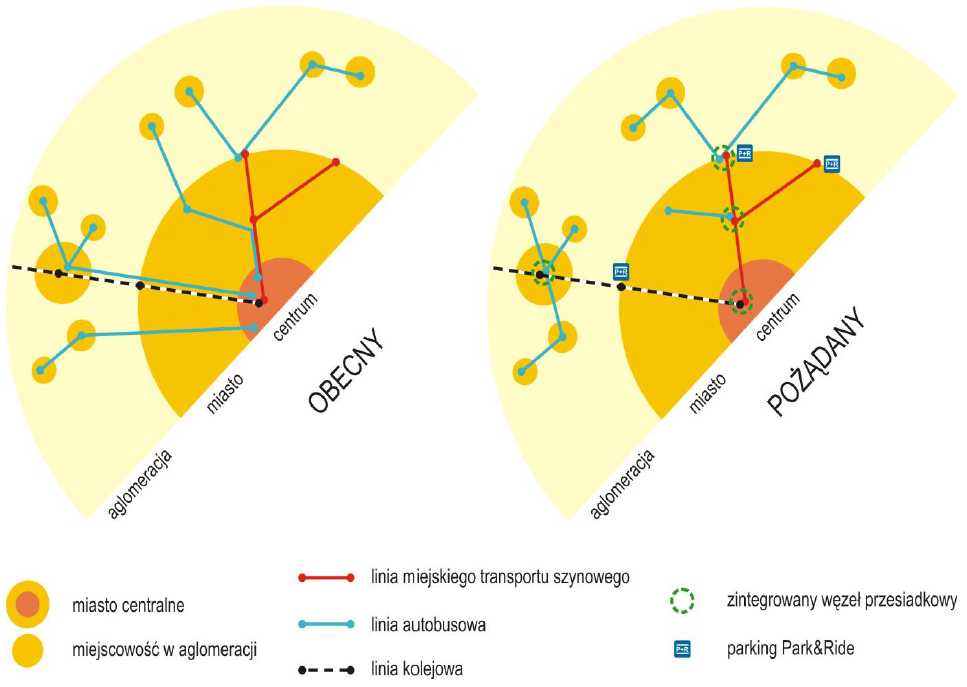 P+R
P+R
P+R
centrum
miasto
aglomeracja
OBECNY
centrum
miasto
aglomeracja
POŻĄDANY
miasto centralne
miejscowość w aglomeracji
linia miejskiego transportu szynowego
linia autobusowa
linia kolejowa
zintegrowany węzeł przesiadkowy
P+R
parking Park&Ride